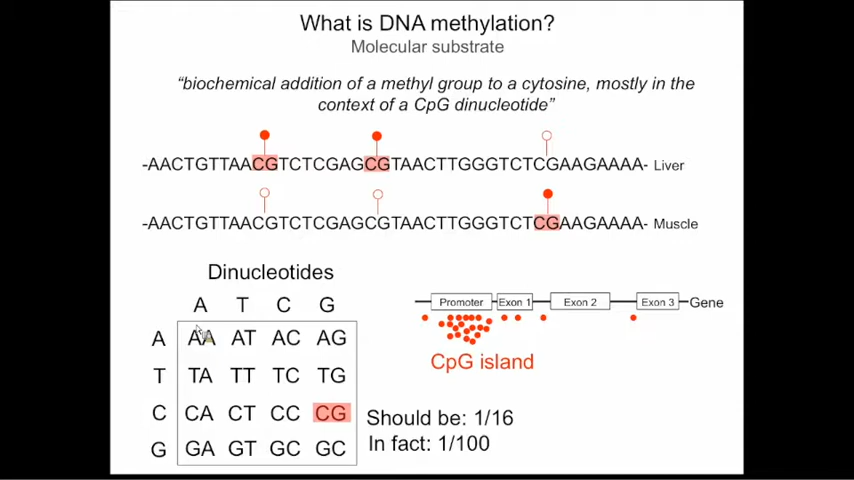 What is DNA methylation?
Molecular substrate
“biochemical addition of a methyl group to a cytosine, mostly in the
context of a CpG dinucleotide”
-AACTGTTAACGTCTCGAGCGTAACTTGGGTCTCGAAGAAAA- Liver
-AACTGTTAACGTCTCGAGCGTAACTTGGGTCTCGAAGAAAA- Muscle
Dinucleotides
A T C G
A AA AT AC AG
T TA TT TC TG
C CA CT CC CG
G GA GT GC GC
Promoter Exon 1 Exon 2 Exon 3 Gene
CpG island
Should be: 1/16
In fact: 1/100